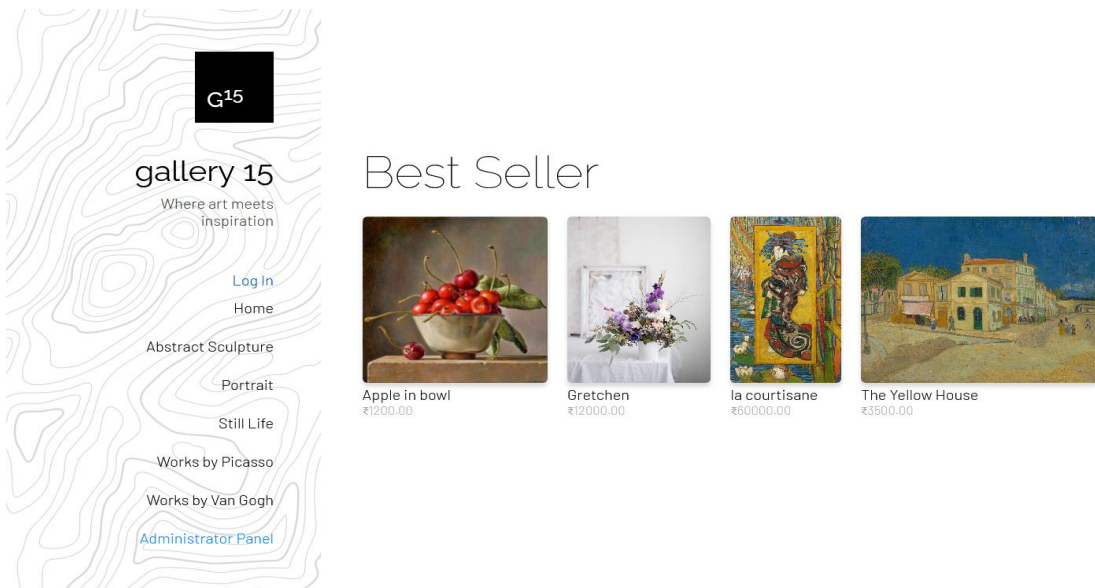 G15
gallery 15
Where art meets
inspiration
Log In
Home
Abstract Sculpture
Portrait
Still Life
Works by Picasso
Works by Van Gogh
Administrator Panel
Best Seller
Apple in bowl
₹1200.00
Gretchen
₹12000.00
la courtisane
₹60000.00
The Yellow House
₹3500.00